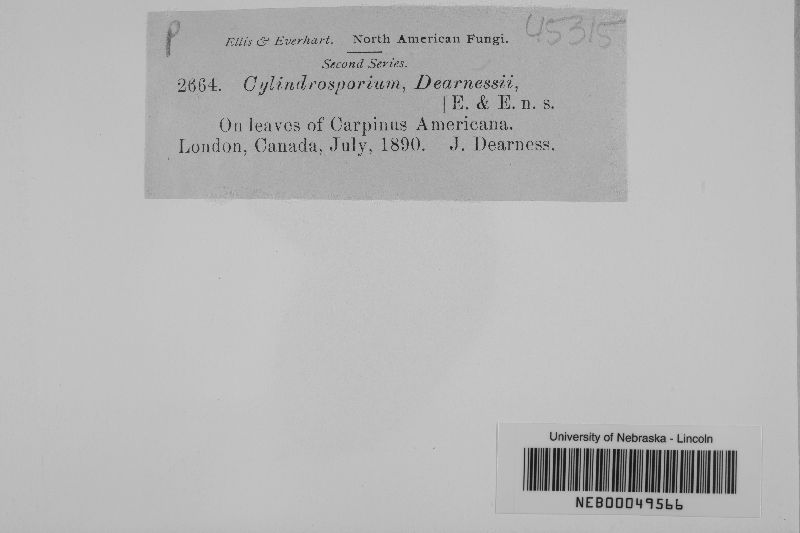 P
45315
Ellis & Everhart. North American Fungi.
Second Series.
2664. Cylindrosporium, Dearnessii,
| E. & E. n. s.
On leaves of Carpinus Americana.
London, Canada, July, 1890. J. Dearness.
University of Nebraska - Lincoln
NEB00049566